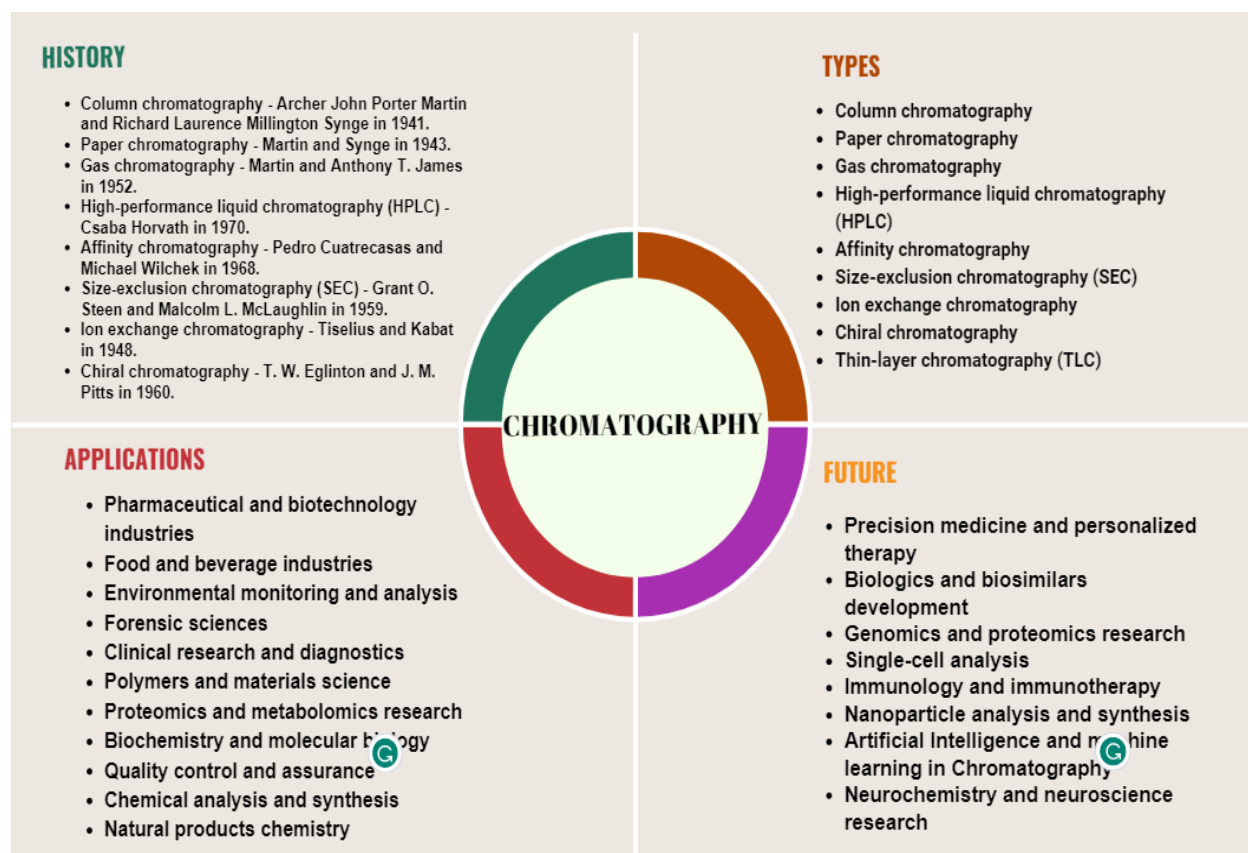 HISTORY
• Column chromatography - Archer John Porter Martin
and Richard Laurence Millington Synge in 1941.
• Paper chromatography - Martin and Synge in 1943.
• Gas chromatography - Martin and Anthony T. James
in 1952.
• High-performance liquid chromatography (HPLC) -
Csaba Horvath in 1970.
• Affinity chromatography - Pedro Cuatrecasas and
Michael Wilchek in 1968.
• Size-exclusion chromatography (SEC) - Grant O.
Steen and Malcolm L. McLaughlin in 1959.
• Ion exchange chromatography - Tiselius and Kabat
in 1948.
• Chiral chromatography - T. W. Eglinton and J. M.
Pitts in 1960.
TYPES
• Column chromatography
• Paper chromatography
• Gas chromatography
• High-performance liquid chromatography
(HPLC)
• Affinity chromatography
• Size-exclusion chromatography (SEC)
• Ion exchange chromatography
• Chiral chromatography
• Thin-layer chromatography (TLC)
CHROMATOGRAPHY
APPLICATIONS
• Pharmaceutical and biotechnology
industries
• Food and beverage industries
• Environmental monitoring and analysis
• Forensic sciences
• Clinical research and diagnostics
• Polymers and materials science
• Proteomics and metabolomics research
• Biochemistry and molecular biology
• Quality control and assurance
• Chemical analysis and synthesis
• Natural products chemistry
FUTURE
• Precision medicine and personalized
therapy
• Biologics and biosimilars
development
• Genomics and proteomics research
• Single-cell analysis
• Immunology and immunotherapy
• Nanoparticle analysis and synthesis
• Artificial Intelligence and machine
learning in Chromatography
• Neurochemistry and neuroscience
research